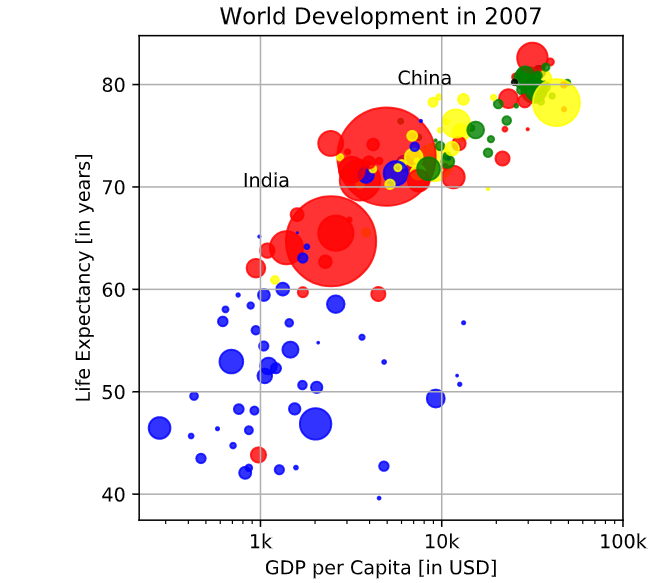 World Development in 2007
China
India
Life Expectancy [in years]
80
70
60
50
40
1k
10k
100k
GDP per Capita [in USD]